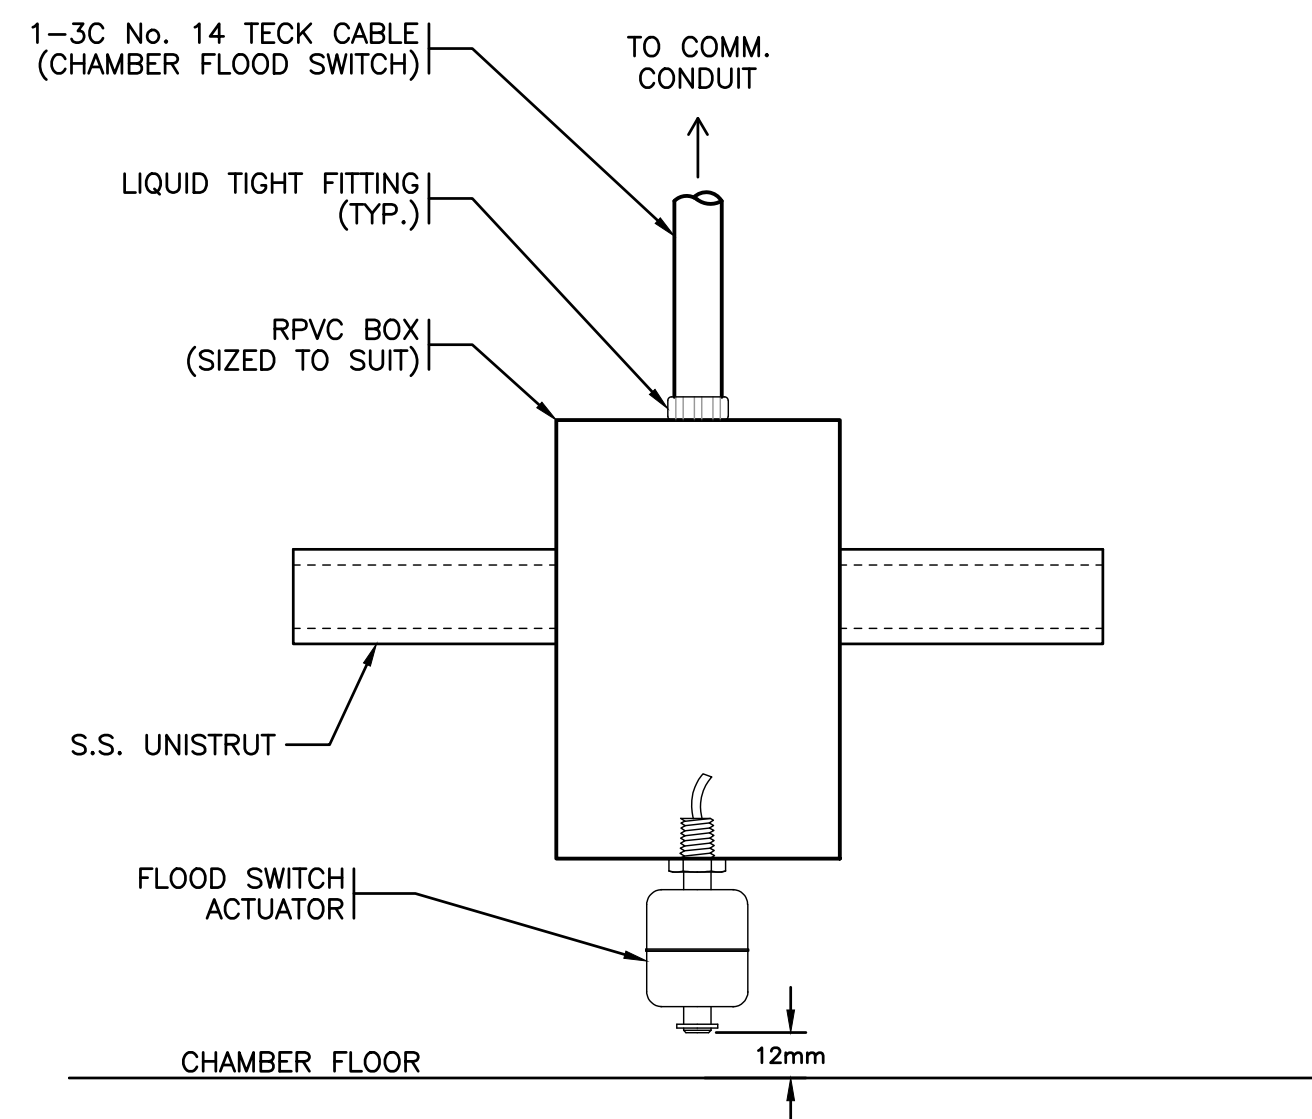 1-3C No. 14 TECK CABLE
(CHAMBER FLOOD SWITCH)
TO COMM.
CONDUIT
LIQUID TIGHT FITTING
(TYP.)
RPVC BOX
(SIZED TO SUIT)
S.S. UNISTRUT
FLOOD SWITCH
ACTUATOR
12mm
CHAMBER FLOOR